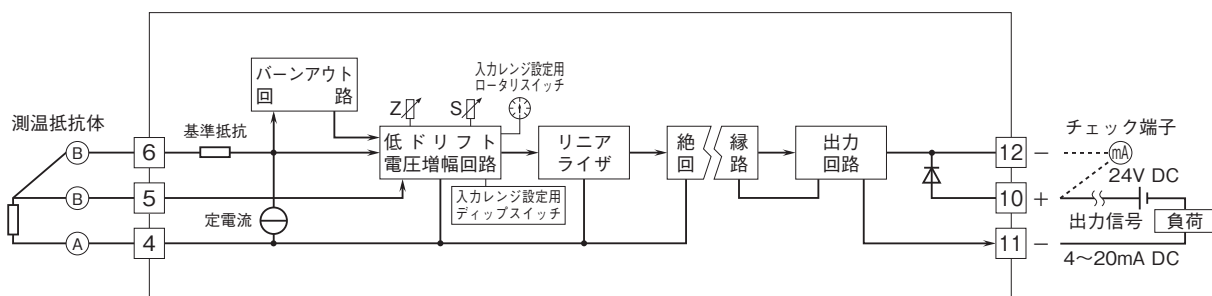 測温抵抗体
B
B
A
6
5
4
基準抵抗
定電流
バーンアウト
回 路
Z
S
入力レンジ設定用
ロータリスイッチ
低ドリフト
電圧増幅回路
入力レンジ設定用
ディップスイッチ
リニア
ライザ
絶 縁
回 路
出力
回路
12 −
10 +
11 −
チェック端子
mA
24V DC
出力信号
負荷
4〜20mA DC